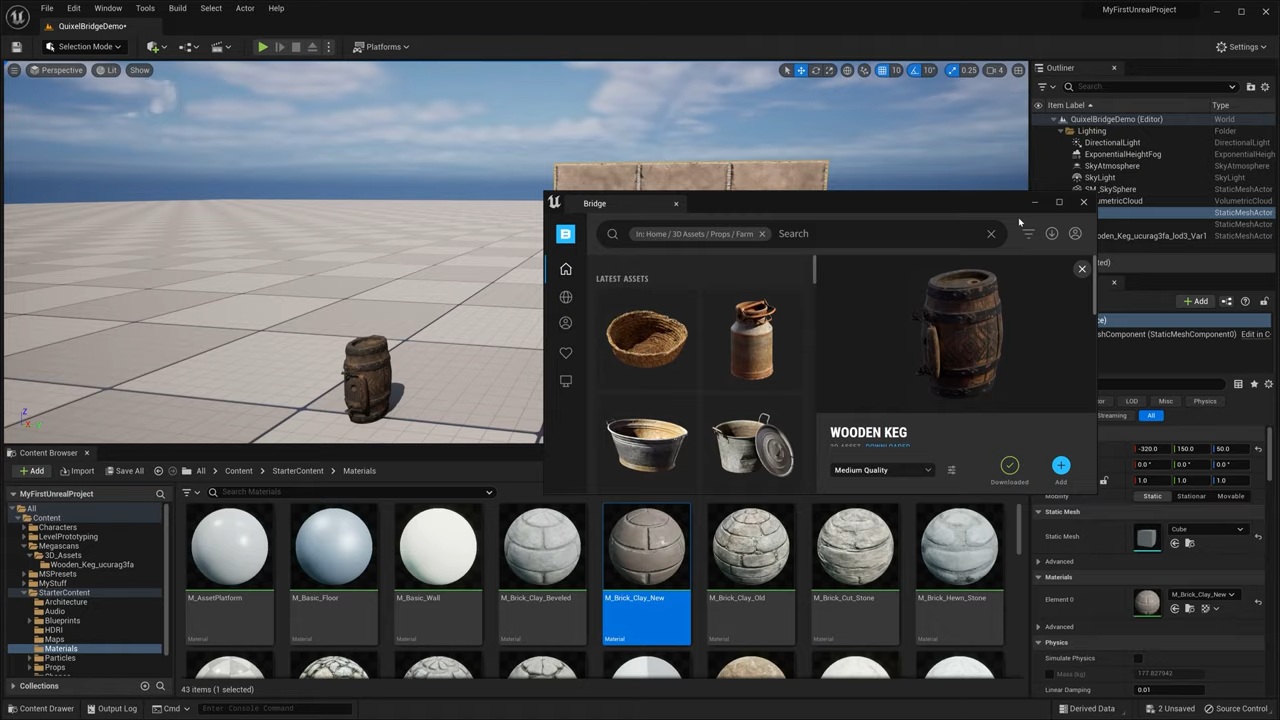 File Edit Window Tools Build Select Actor Help
MyFirstUnrealProject
QuixelBridgeDemo*
Selection Mode
Platforms
Settings
Perspective
Lit
Show
10
10°
0.25
4
Outliner
Search
Item Label
Type
QuixelBridgeDemo (Editor)
World
Lighting
Folder
DirectionalLight
DirectionalLight
ExponentialHeightFog
ExponentialHeightFog
SkyAtmosphere
SkyAtmosphere
SkyLight
SkyLight
SM_SkySphere
StaticMeshActor
VolumetricCloud
StaticMeshActor
StaticMeshActor
Bridge
In: Home / 3D Assets / Props / Farm
Search
LATEST ASSETS
WOODEN KEG
Medium Quality
Downloaded
Add
Add
Edit in C
LOD
Misc
Physics
Streaming
All
-320.0
150.0
50.0
0.0 °
0.0 °
0.0 °
1.0
1.0
1.0
Mobility
Static
Stationar
Movable
Static Mesh
Static Mesh
Cube
Advanced
Materials
Element 0
M_Brick_Clay_New
Advanced
Physics
Simulate Physics
Mass (kg)
177.827942
Linear Damping
0.01
Content Browser
Add
Import
Save All
All
Content
StarterContent
Materials
MyFirstUnrealProject
Search Materials
All
Content
Characters
LevelPrototyping
Megascans
3D_Assets
Wooden_Keg_ucurag3fa
MSPresets
MyStuff
StarterContent
Architecture
Audio
Blueprints
HDRI
Maps
Materials
Particles
Props
Collections
M_AssetPlatform
Material
M_Basic_Floor
Material
M_Basic_Wall
Material
M_Brick_Clay_Beveled
Material
M_Brick_Clay_New
Material
M_Brick_Clay_Old
Material
M_Brick_Cut_Stone
Material
M_Brick_Hewn_Stone
Material
43 items (1 selected)
Content Drawer
Output Log
Cmd
Enter Console Command
Derived Data
2 Unsaved
Source Control